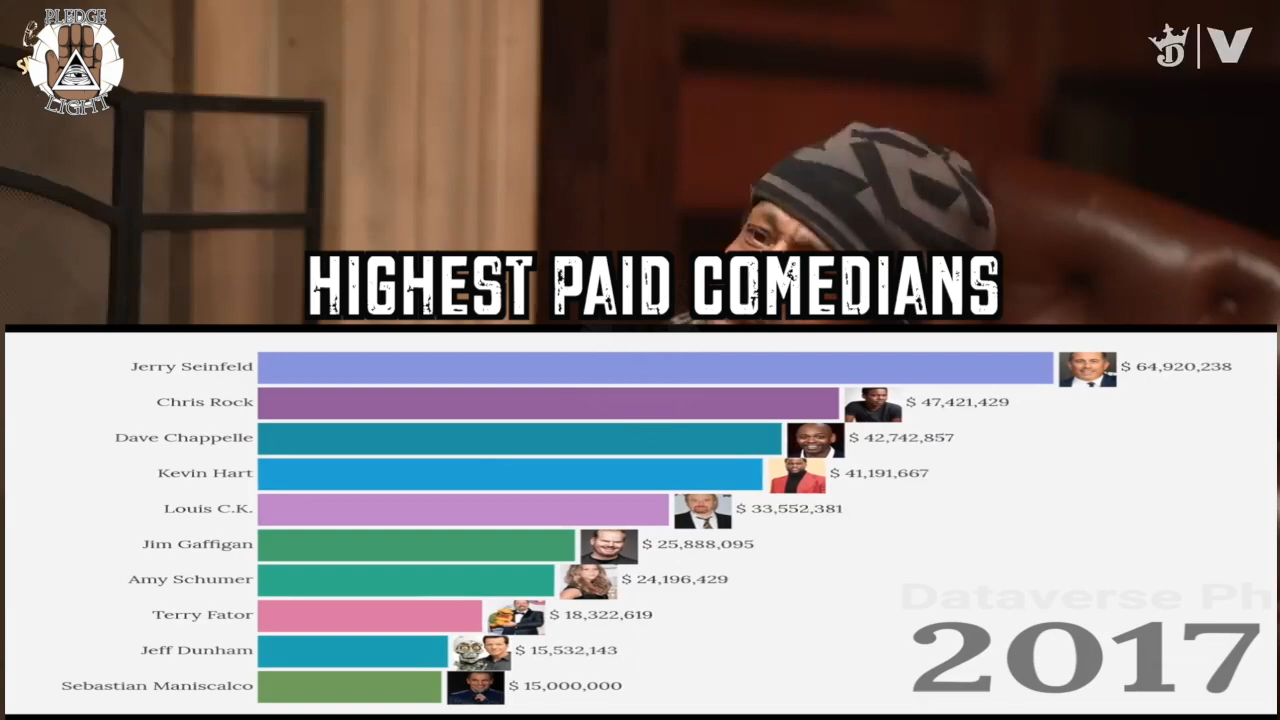 PLEDGE
LIGHT
D
V
HIGHEST PAID COMEDIANS
Jerry Seinfeld $ 64,920,238
Chris Rock $ 47,421,429
Dave Chappelle $ 42,742,857
Kevin Hart $ 41,191,667
Louis C.K. $ 33,552,381
Jim Gaffigan $ 25,888,095
Amy Schumer $ 24,196,429
Terry Fator $ 18,322,619
Jeff Dunham $ 15,532,143
Sebastian Maniscalco $ 15,000,000
Dataverse Ph
2017